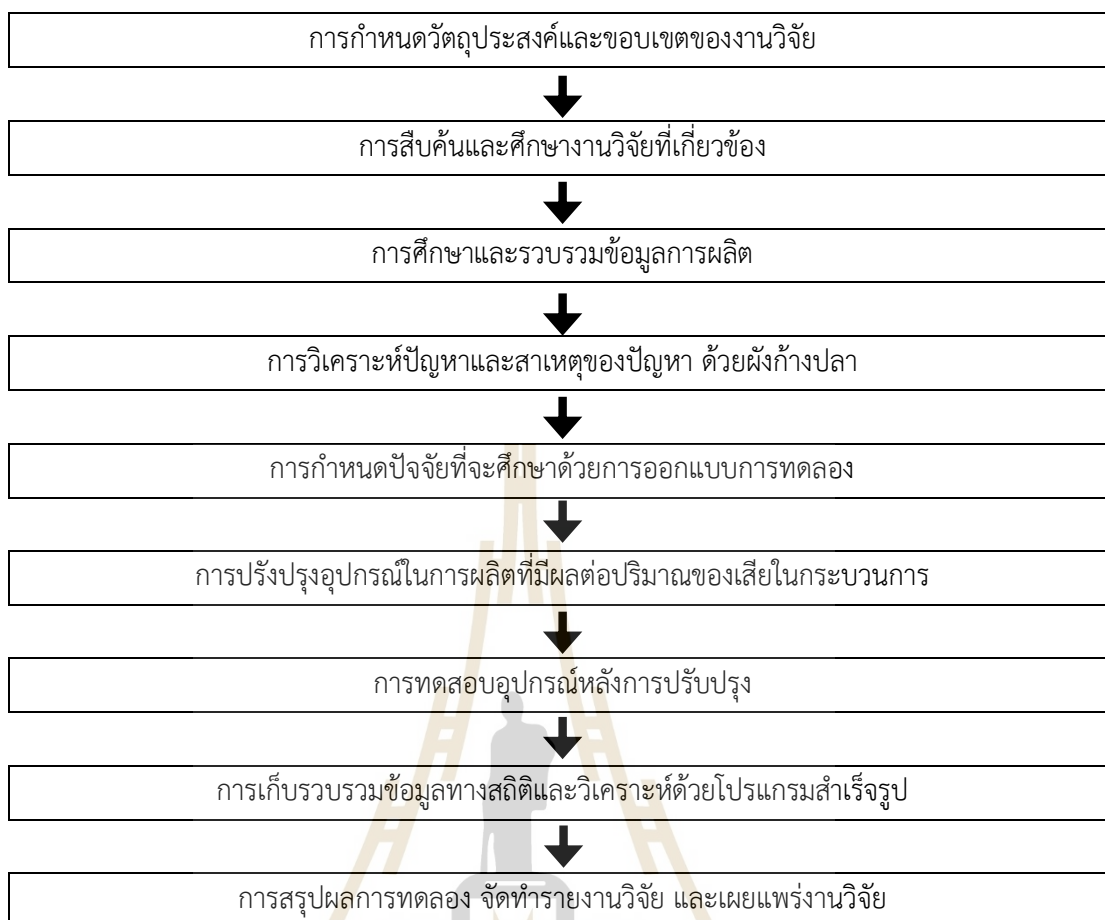 การกำหนดวัตถุประสงค์และขอบเขตของงานวิจัย
การสืบค้นและศึกษางานวิจัยที่เกี่ยวข้อง
การศึกษาและรวบรวมข้อมูลการผลิต
การวิเคราะห์ปัญหาและสาเหตุของปัญหา ด้วยผังก้างปลา
การกำหนดปัจจัยที่จะศึกษาด้วยการออกแบบการทดลอง
การปรังปรุงอุปกรณ์ในการผลิตที่มีผลต่อปริมาณของเสียในกระบวนการ
การทดสอบอุปกรณ์หลังการปรับปรุง
การเก็บรวบรวมข้อมูลทางสถิติและวิเคราะห์ด้วยโปรแกรมสำเร็จรูป
การสรุปผลการทดลอง จัดทำรายงานวิจัย และเผยแพร่งานวิจัย